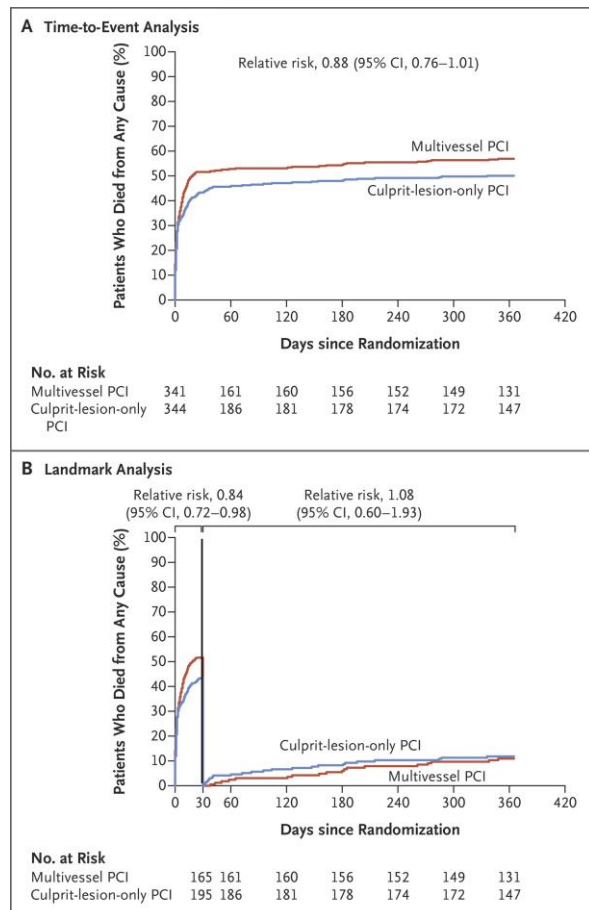 A Time-to-Event Analysis
Patients Who Died from Any Cause (%)
100
90
80
70
60
50
40
30
20
10
0
Relative risk, 0.88 (95% CI, 0.76–1.01)
Multivessel PCI
Culprit-lesion-only PCI
0 60 120 180 240 300 360 420
Days since Randomization
No. at Risk
Multivessel PCI 341 161 160 156 152 149 131
Culprit-lesion-only 344 186 181 178 174 172 147
PCI
B Landmark Analysis
Relative risk, 0.84 Relative risk, 1.08
(95% CI, 0.72–0.98) (95% CI, 0.60–1.93)
Patients Who Died from Any Cause (%)
100
90
80
70
60
50
40
30
20
10
0
Culprit-lesion-only PCI
Multivessel PCI
0 30 60 120 180 240 300 360 420
Days since Randomization
No. at Risk
Multivessel PCI 165 161 160 156 152 149 131
Culprit-lesion-only PCI 195 186 181 178 174 172 147